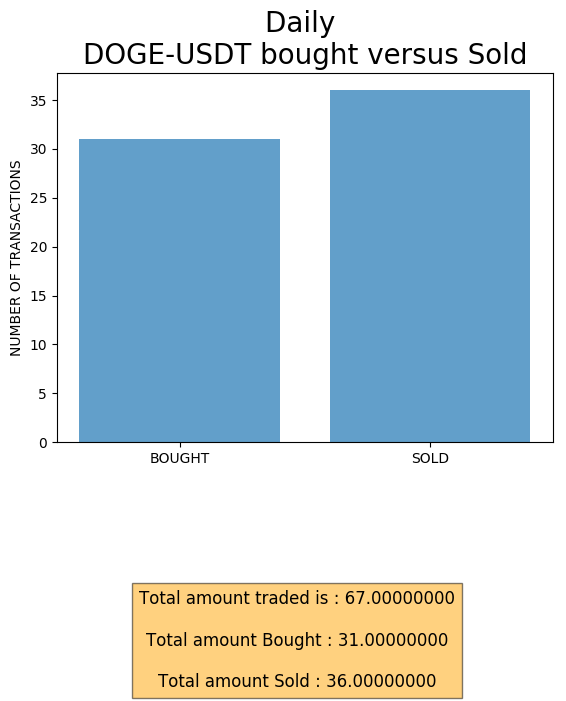 Daily
DOGE-USDT bought versus Sold
NUMBER OF TRANSACTIONS
35
30
25
20
15
10
5
0
BOUGHT
SOLD
Total amount traded is : 67.00000000
Total amount Bought : 31.00000000
Total amount Sold : 36.00000000